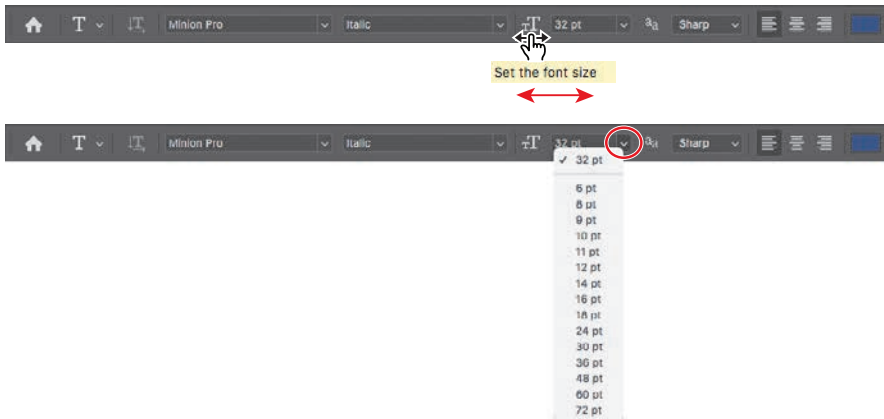 T Minion Pro Italic 32 pt Sharp
Set the font size
T Minion Pro Italic 32 pt Sharp
✓ 32 pt
6 pt
8 pt
9 pt
10 pt
11 pt
12 pt
14 pt
16 pt
18 pt
24 pt
30 pt
36 pt
48 pt
60 pt
72 pt